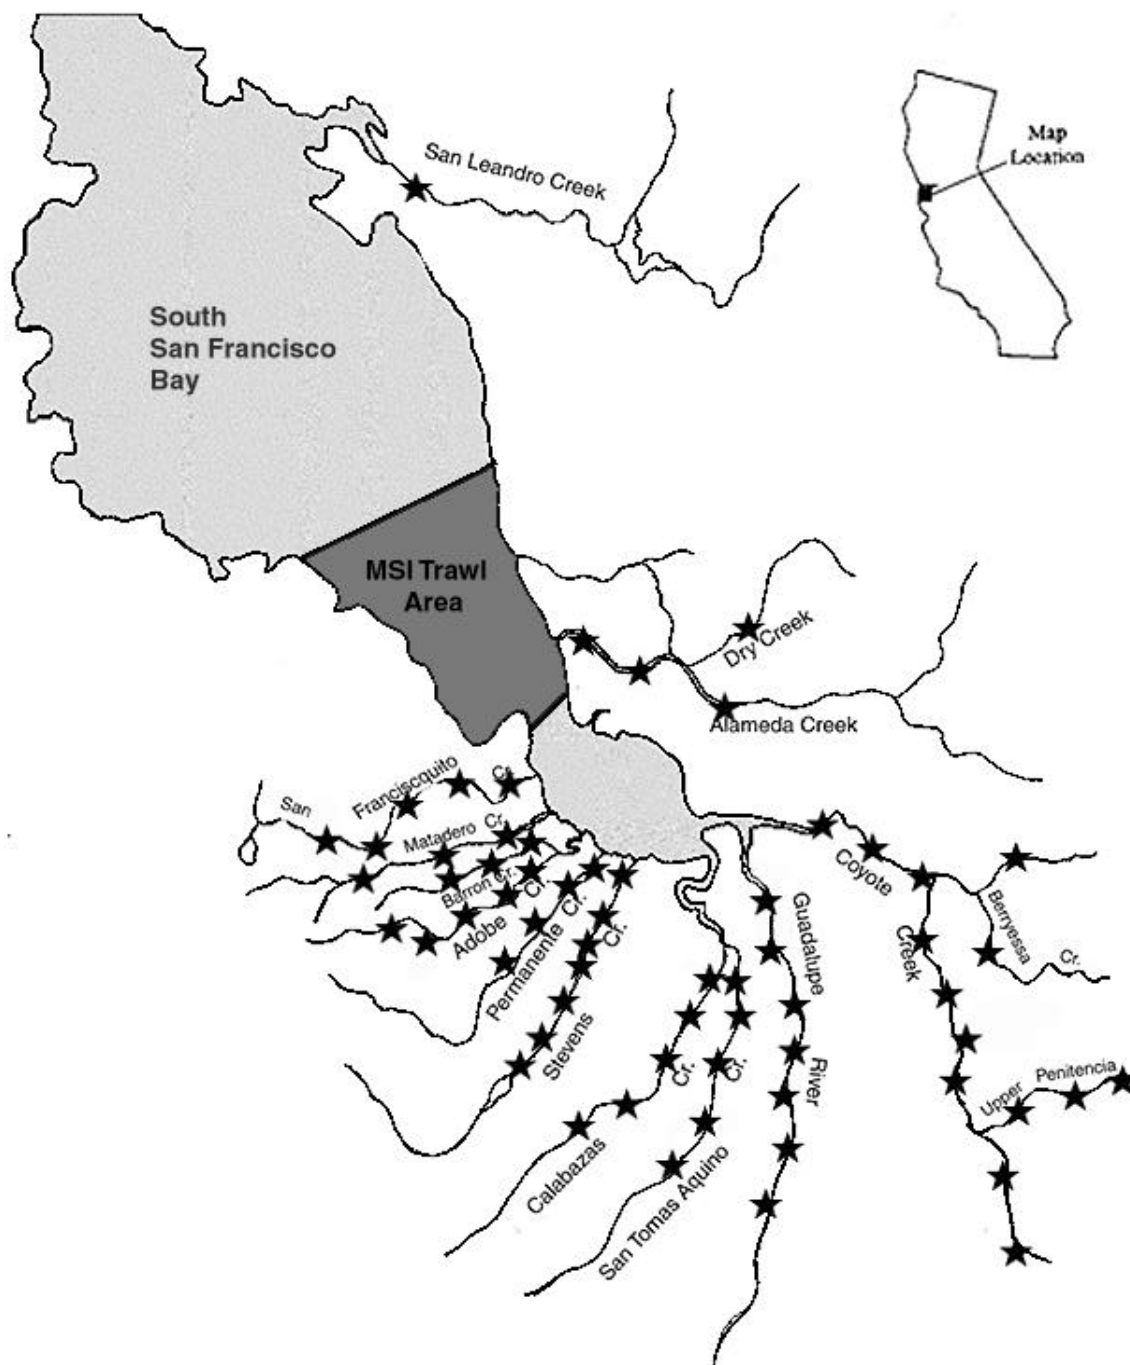 San Leandro Creek
Map
Location
South
San Francisco
Bay
MSI Trawl
Area
Dry Creek
Alameda Creek
San Franciscquito Cr.
Matadero Cr.
Barron Cr.
Adobe Cr.
Permanente Cr.
Stevens Cr.
Calabazas Cr.
San Tomas Aquino Cr.
Guadalupe River
Coyote Creek
Berryessa Cr.
Upper Penitencia